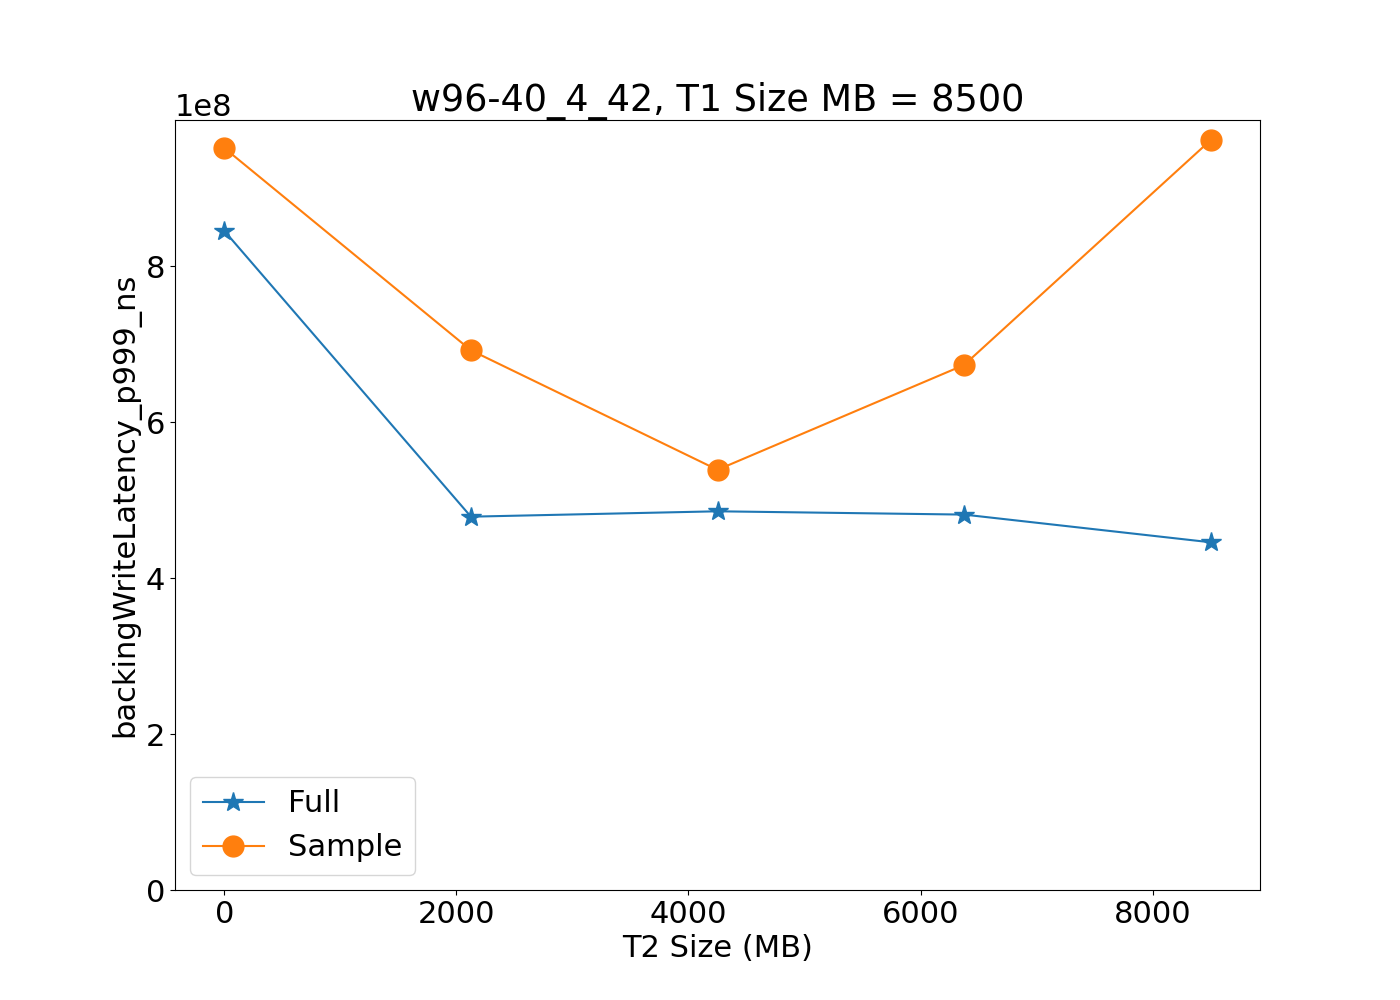 w96-40_4_42, T1 Size MB = 8500
1e8
backingWriteLatency_p999_ns
8
6
4
2
0
Full
Sample
0 2000 4000 6000 8000
T2 Size (MB)